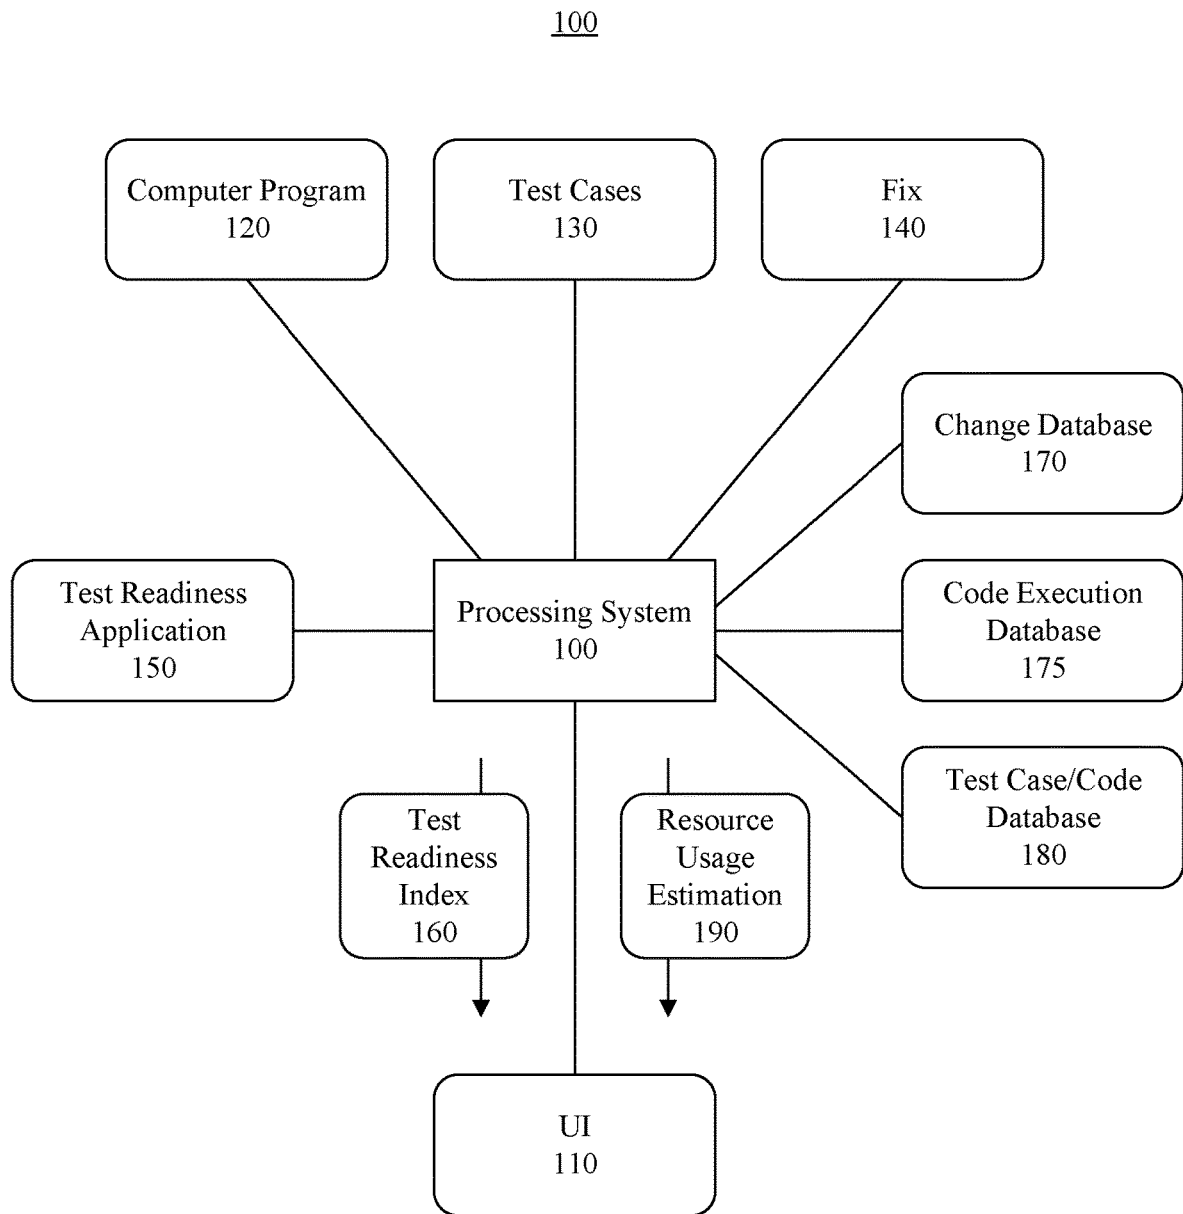 100
Computer Program
120
Test Cases
130
Fix
140
Change Database
170
Test Readiness
Application
150
Processing System
100
Code Execution
Database
175
Test Case/Code
Database
180
Test
Readiness
Index
160
Resource
Usage
Estimation
190
UI
110